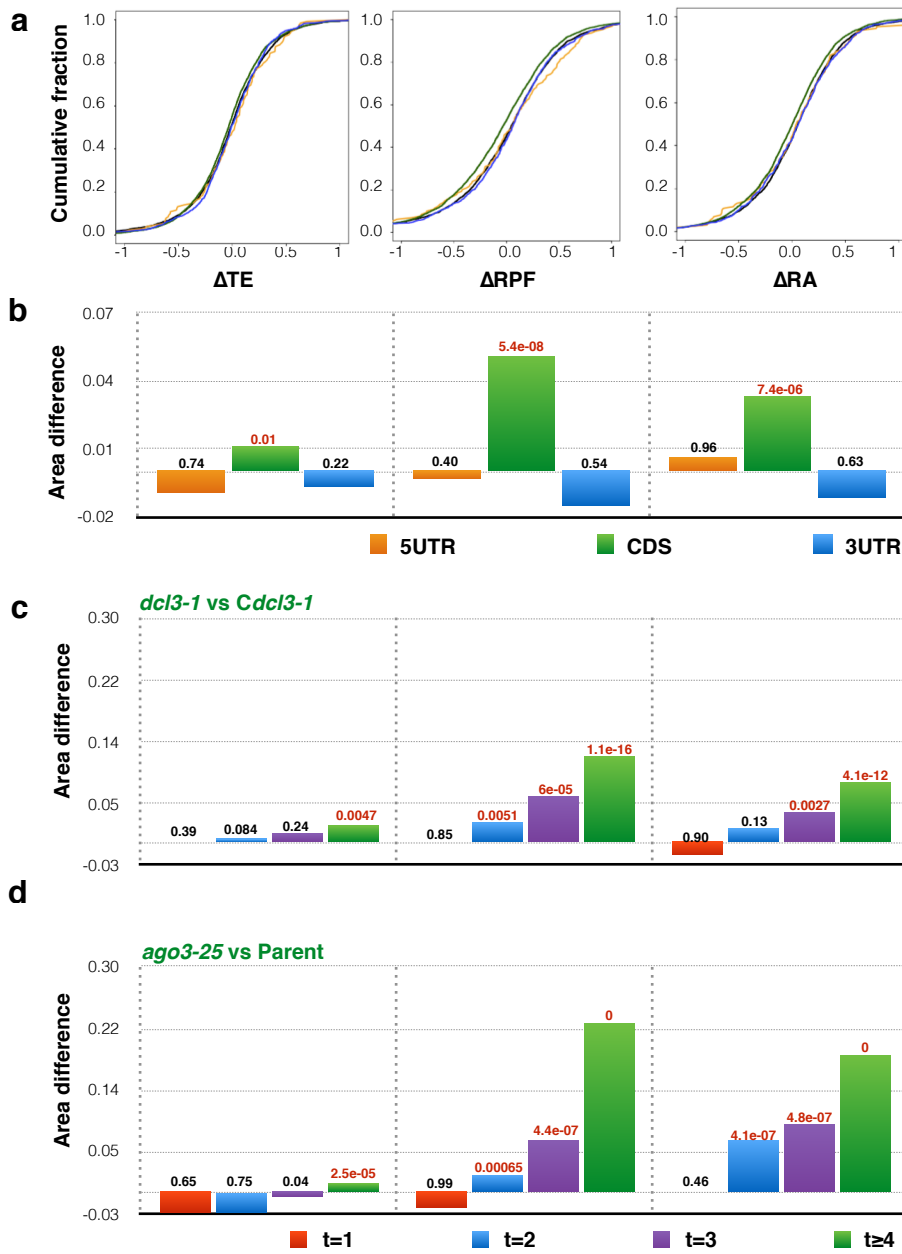 a
Cumulative fraction
1.0
0.8
0.6
0.4
0.2
0.0
-1 -0.5 0.0 0.5 1
ΔTE
1.0
0.8
0.6
0.4
0.2
0.0
-1 -0.5 0.0 0.5 1
ΔRPF
1.0
0.8
0.6
0.4
0.2
0.0
-1 -0.5 0.0 0.5 1
ΔRA
b
Area difference
0.07
0.04
0.01
-0.02
0.74 0.01 0.22
0.40 5.4e-08 0.54
0.96 7.4e-06 0.63
5UTR CDS 3UTR
c
dcl3-1 vs Cdcl3-1
Area difference
0.30
0.22
0.14
0.05
-0.03
0.39 0.084 0.24 0.0047
0.85 0.0051 6e-05 1.1e-16
0.90 0.13 0.0027 4.1e-12
d
ago3-25 vs Parent
Area difference
0.30
0.22
0.14
0.05
-0.03
0.65 0.75 0.04 2.5e-05
0.99 0.00065 4.4e-07 0
0.46 4.1e-07 4.8e-07 0
t=1 t=2 t=3 t≥4